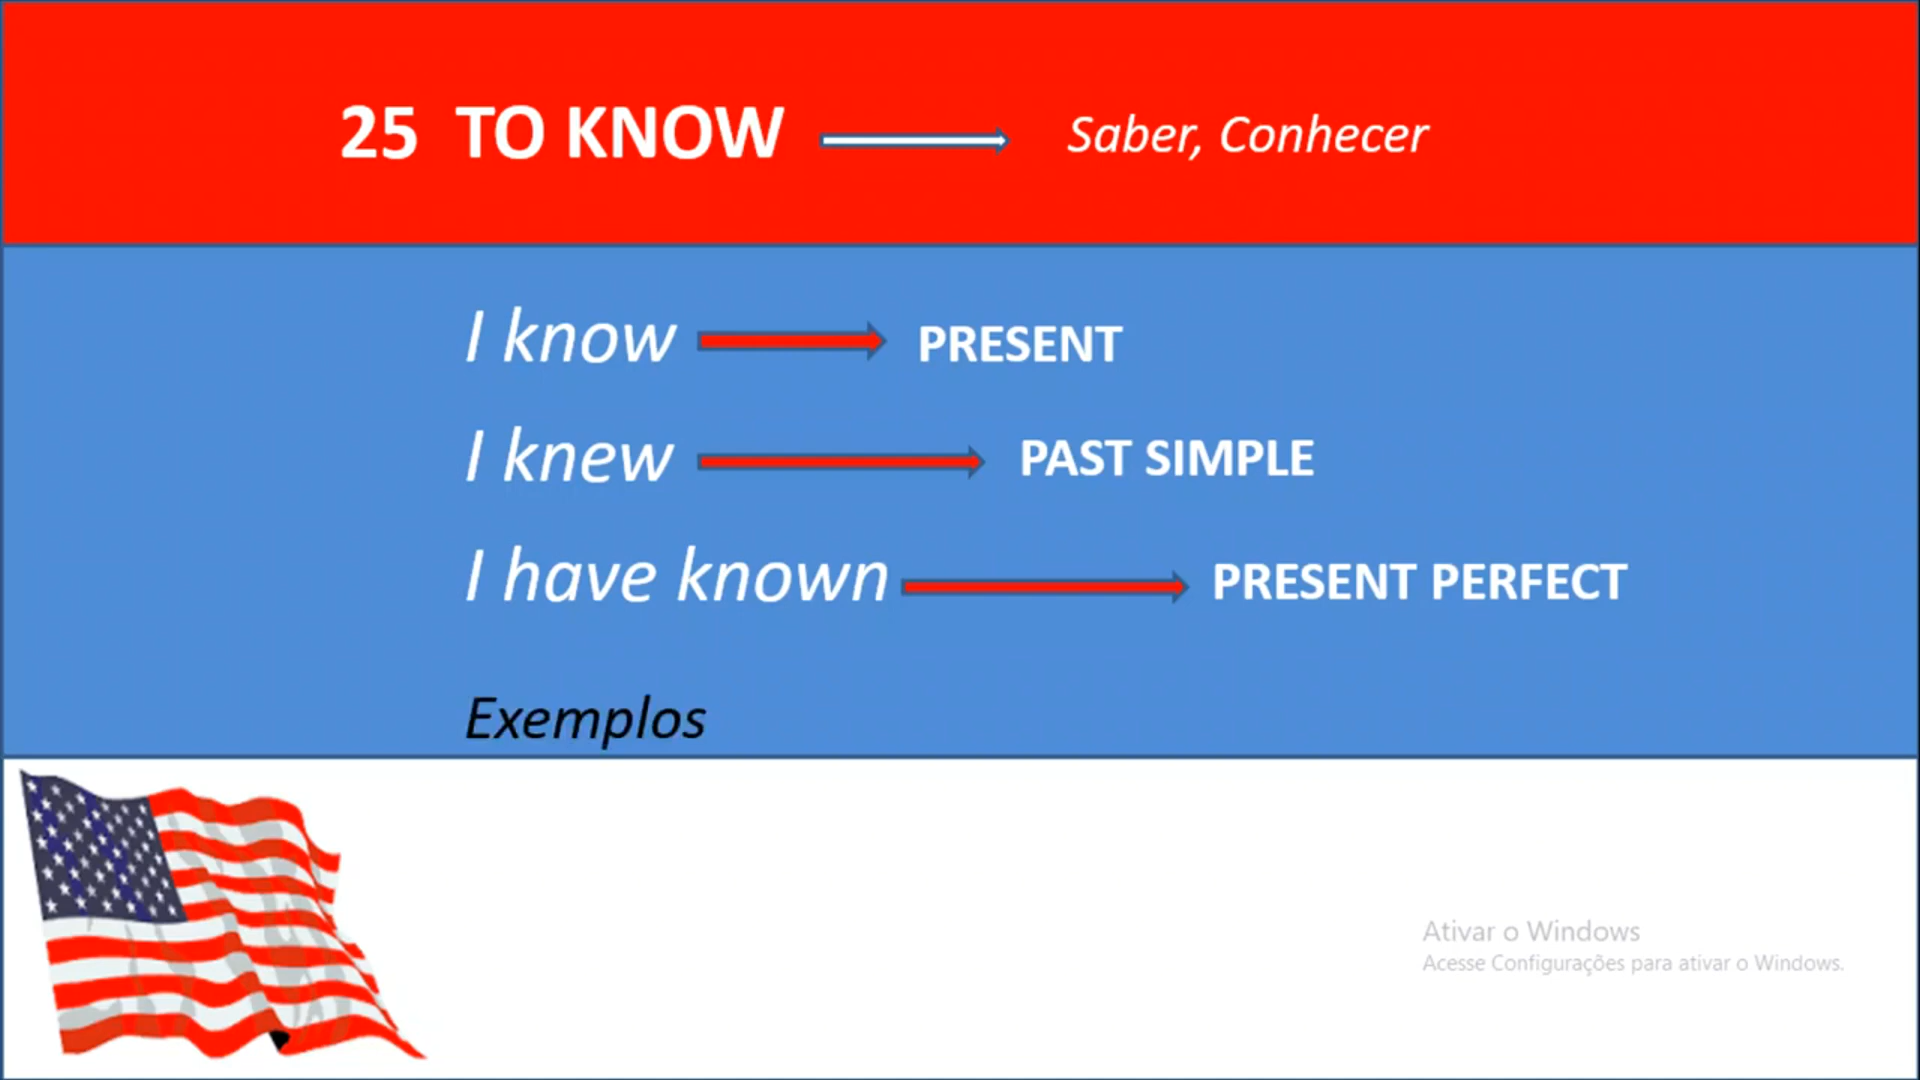 25 TO KNOW Saber, Conhecer
I know PRESENT
I knew PAST SIMPLE
I have known PRESENT PERFECT
Exemplos
Ativar o Windows
Acesse Configurações para ativar o Windows.